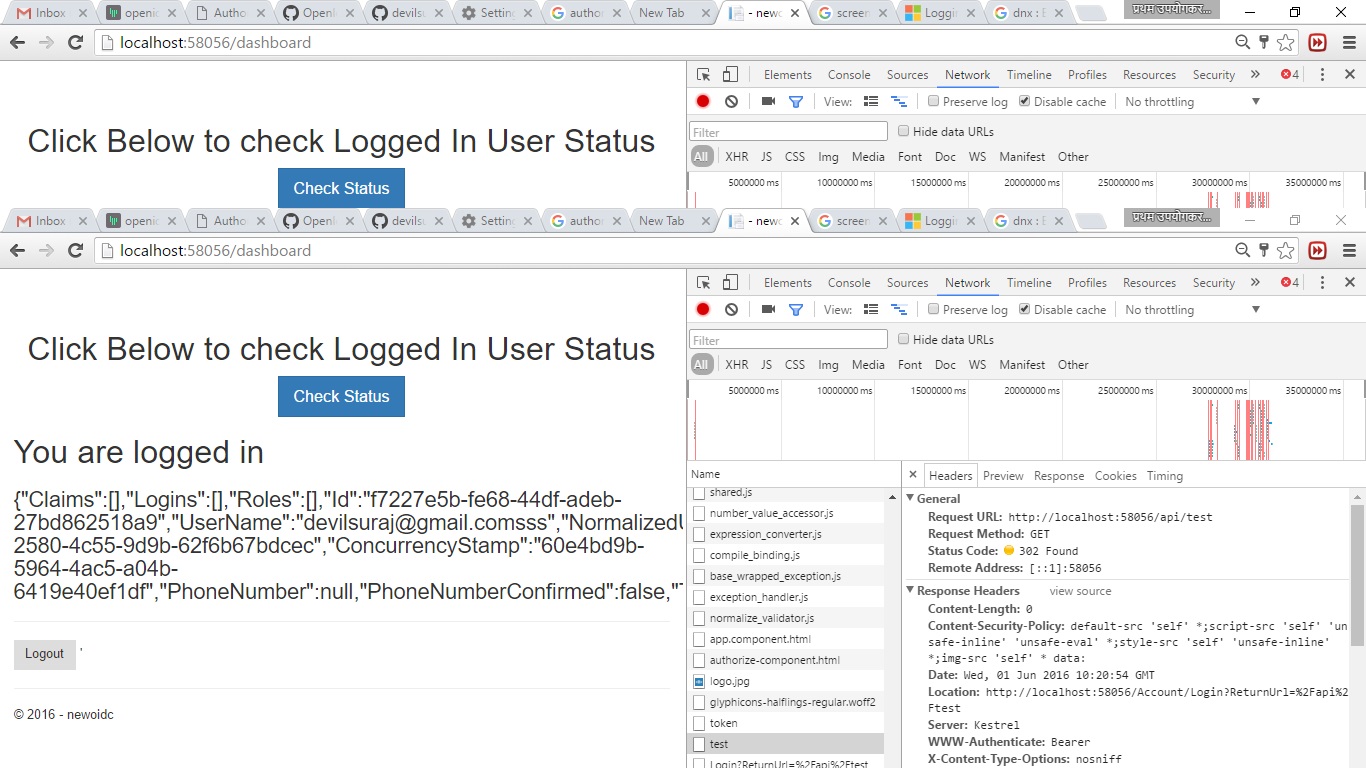 Inbox openic Autho OpenI devilsu Setting autho New Tab - newo screen Loggin dnx : E प्रथम उपयोगकर...
localhost:58056/dashboard
Elements Console Sources Network Timeline Profiles Resources Security » 4
View: Preserve log Disable cache No throttling
Filter Hide data URLs
All XHR JS CSS Img Media Font Doc WS Manifest Other
5000000 ms 10000000 ms 15000000 ms 20000000 ms 25000000 ms 30000000 ms 35000000 ms
Click Below to check Logged In User Status
Check Status
Inbox openic Autho OpenI devilsu Setting autho New Tab - newo screen Loggin dnx : E प्रथम उपयोगकर...
localhost:58056/dashboard
Elements Console Sources Network Timeline Profiles Resources Security » 4
View: Preserve log Disable cache No throttling
Filter Hide data URLs
All XHR JS CSS Img Media Font Doc WS Manifest Other
5000000 ms 10000000 ms 15000000 ms 20000000 ms 25000000 ms 30000000 ms 35000000 ms
Click Below to check Logged In User Status
Check Status
You are logged in
{"Claims":[],"Logins":[],"Roles":[],"Id":"f7227e5b-fe68-44df-adeb-
27bd862518a9","UserName":"devilsuraj@gmail.comsss","Normalized
2580-4c55-9d9b-62f6b67bdcec","ConcurrencyStamp":"60e4bd9b-
5964-4ac5-a04b-
6419e40ef1df","PhoneNumber":null,"PhoneNumberConfirmed":false,"
Logout '
© 2016 - newoidc
Name
shared.js
number_value_accessor.js
expression_converter.js
compile_binding.js
base_wrapped_exception.js
exception_handler.js
normalize_validator.js
app.component.html
authorize-component.html
logo.jpg
glyphicons-halflings-regular.woff2
token
test
Login?ReturnUrl=%2Fapi%2Ftest
× Headers Preview Response Cookies Timing
General
Request URL: http://localhost:58056/api/test
Request Method: GET
Status Code: 302 Found
Remote Address: [::1]:58056
Response Headers view source
Content-Length: 0
Content-Security-Policy: default-src 'self' *;script-src 'self' 'un
safe-inline' 'unsafe-eval' *;style-src 'self' 'unsafe-inline'
*;img-src 'self' * data:
Date: Wed, 01 Jun 2016 10:20:54 GMT
Location: http://localhost:58056/Account/Login?ReturnUrl=%2Fapi%2
Ftest
Server: Kestrel
WWW-Authenticate: Bearer
X-Content-Type-Options: nosniff